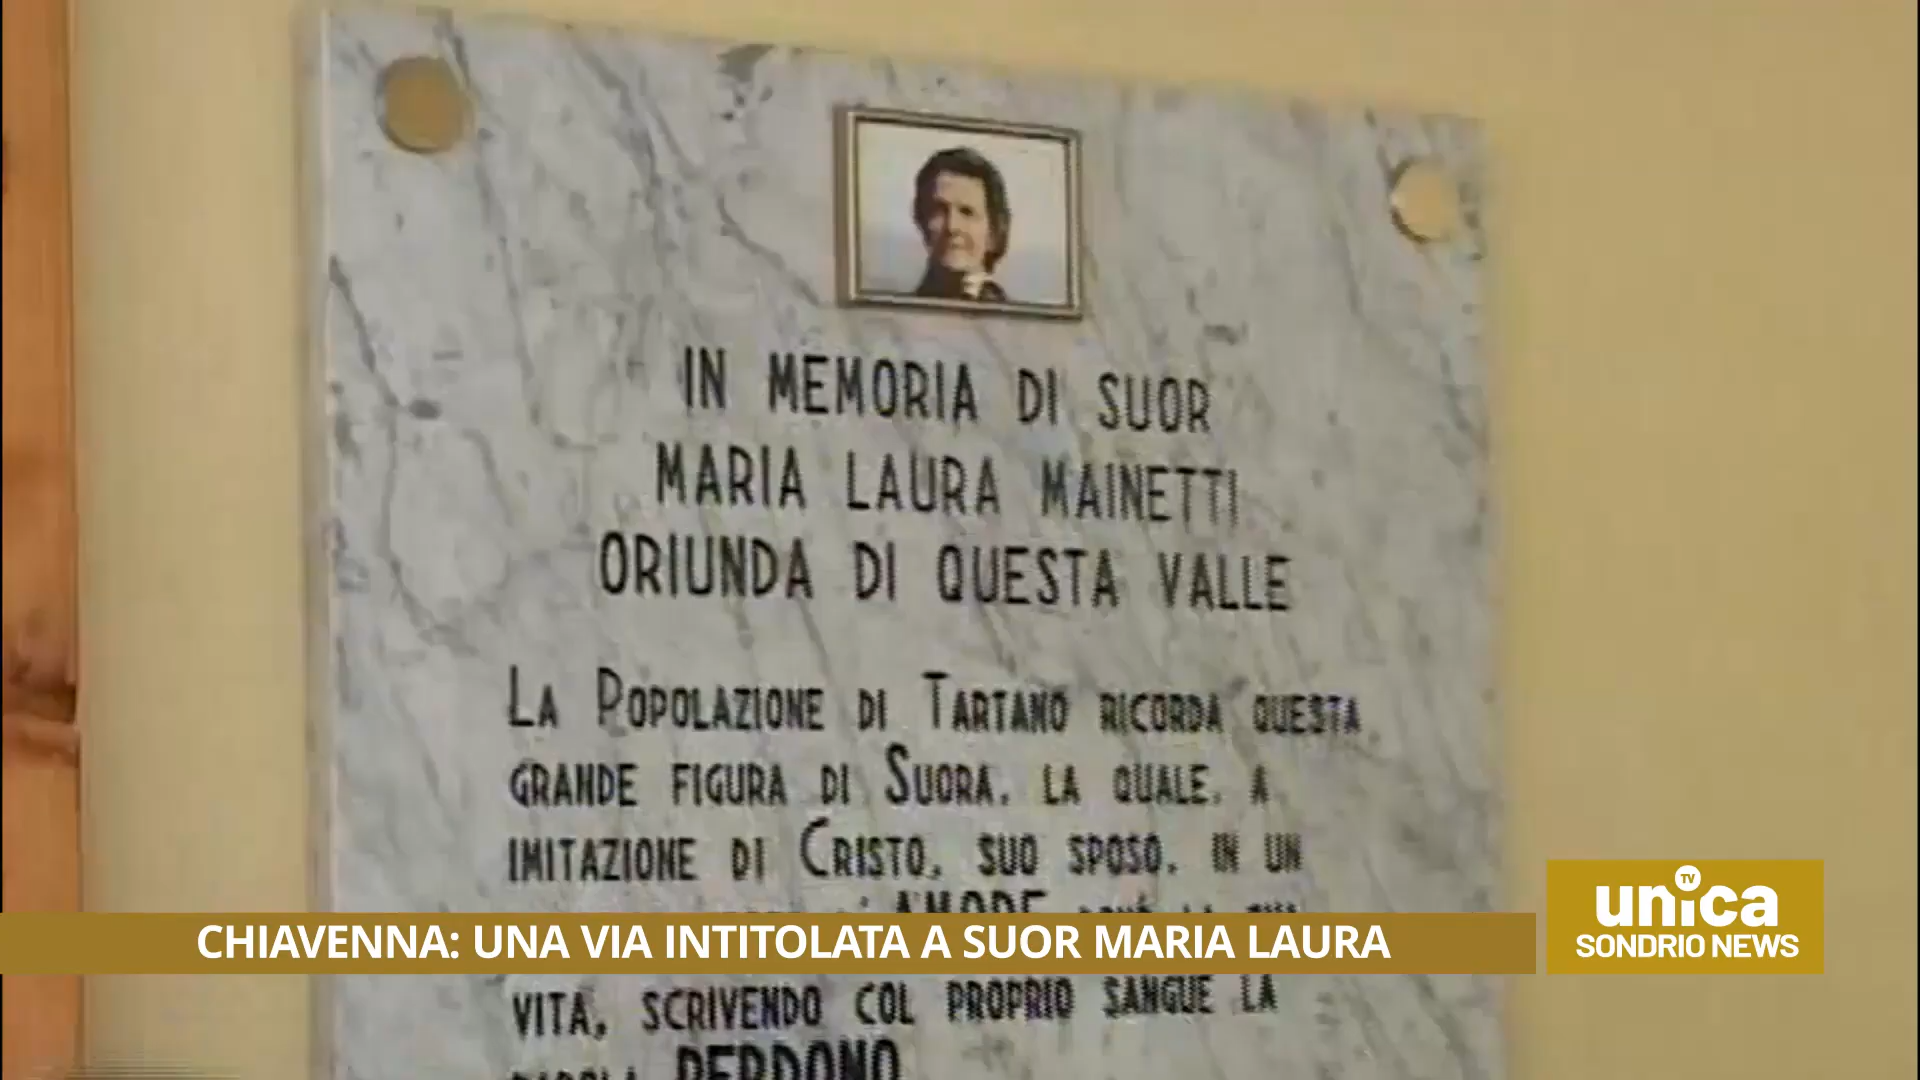 IN MEMORIA DI SUOR
MARIA LAURA MAINETTI
ORIUNDA DI QUESTA VALLE
LA POPOLAZIONE DI TARTANO RICORDA QUESTA
GRANDE FIGURA DI SUORA, LA QUALE, A
IMITAZIONE DI CRISTO, SUO SPOSO, IN UN
AMORE
CHIAVENNA: UNA VIA INTITOLATA A SUOR MARIA LAURA
VITA, SCRIVENDO COL PROPRIO SANGUE LA
PERDONO
TV
unica
SONDRIO NEWS